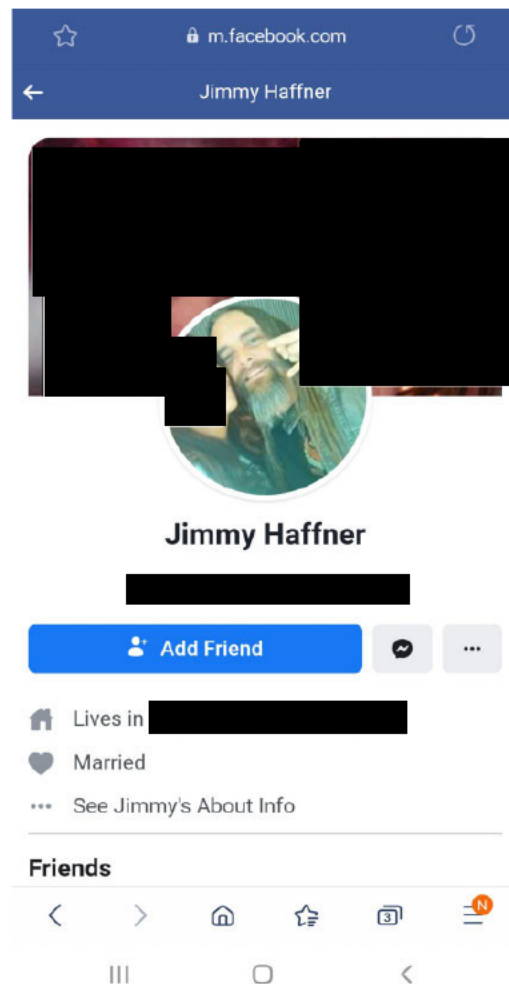 m.facebook.com
Jimmy Haffner
Jimmy Haffner
Add Friend
Lives in
Married
See Jimmy's About Info
Friends
3
N